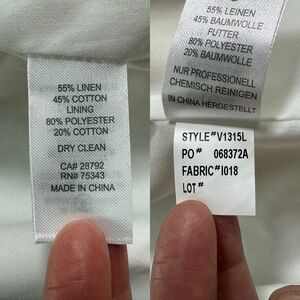 55% LINEN
45% COTTON
LINING
80% POLYESTER
20% COTTON
DRY CLEAN
CA# 28792
RN# 75343
MADE IN CHINA
55% LEINEN
45% BAUMWOLLE
FUTTER
80% POLYESTER
20% BAUMWOLLE
NUR PROFESSIONELL
CHEMISCH REINIGEN
IN CHINA HERGESTELLT
STYLE# V1315L
PO# 068372A
FABRIC# I018
LOT#